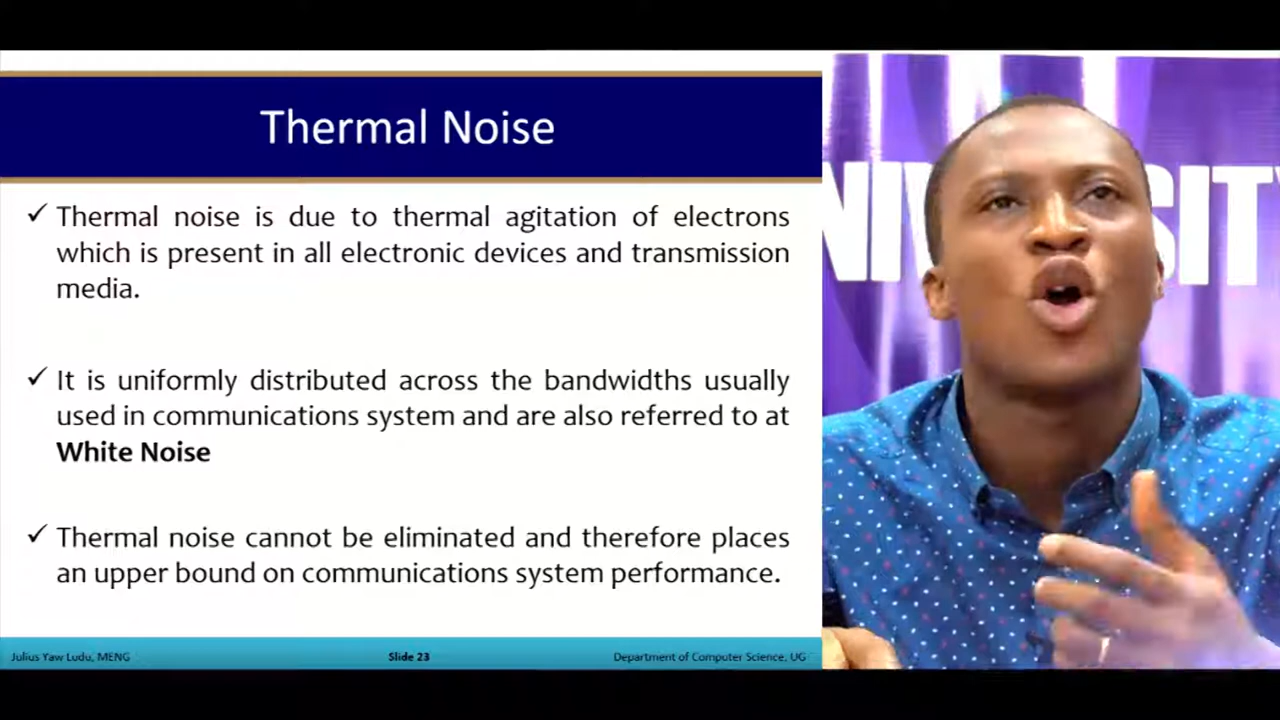 Thermal Noise
✓ Thermal noise is due to thermal agitation of electrons
which is present in all electronic devices and transmission
media.
✓ It is uniformly distributed across the bandwidths usually
used in communications system and are also referred to at
White Noise
✓ Thermal noise cannot be eliminated and therefore places
an upper bound on communications system performance.
Julius Yaw Ludu, MENG
Slide 23
Department of Computer Science, UG
NIV SITY